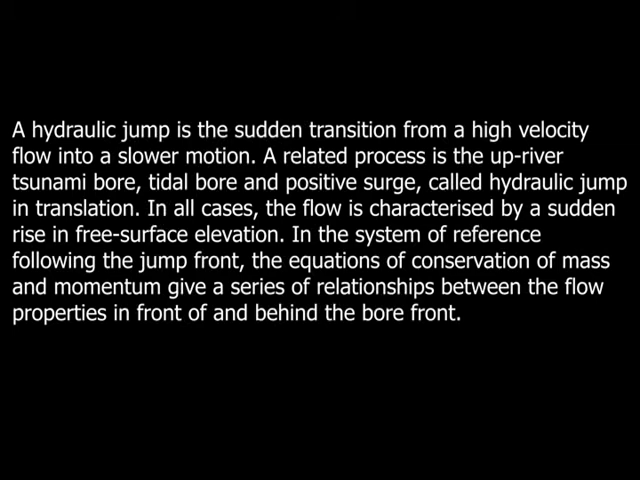 A hydraulic jump is the sudden transition from a high velocity
flow into a slower motion. A related process is the up-river
tsunami bore, tidal bore and positive surge, called hydraulic jump
in translation. In all cases, the flow is characterised by a sudden
rise in free-surface elevation. In the system of reference
following the jump front, the equations of conservation of mass
and momentum give a series of relationships between the flow
properties in front of and behind the bore front.